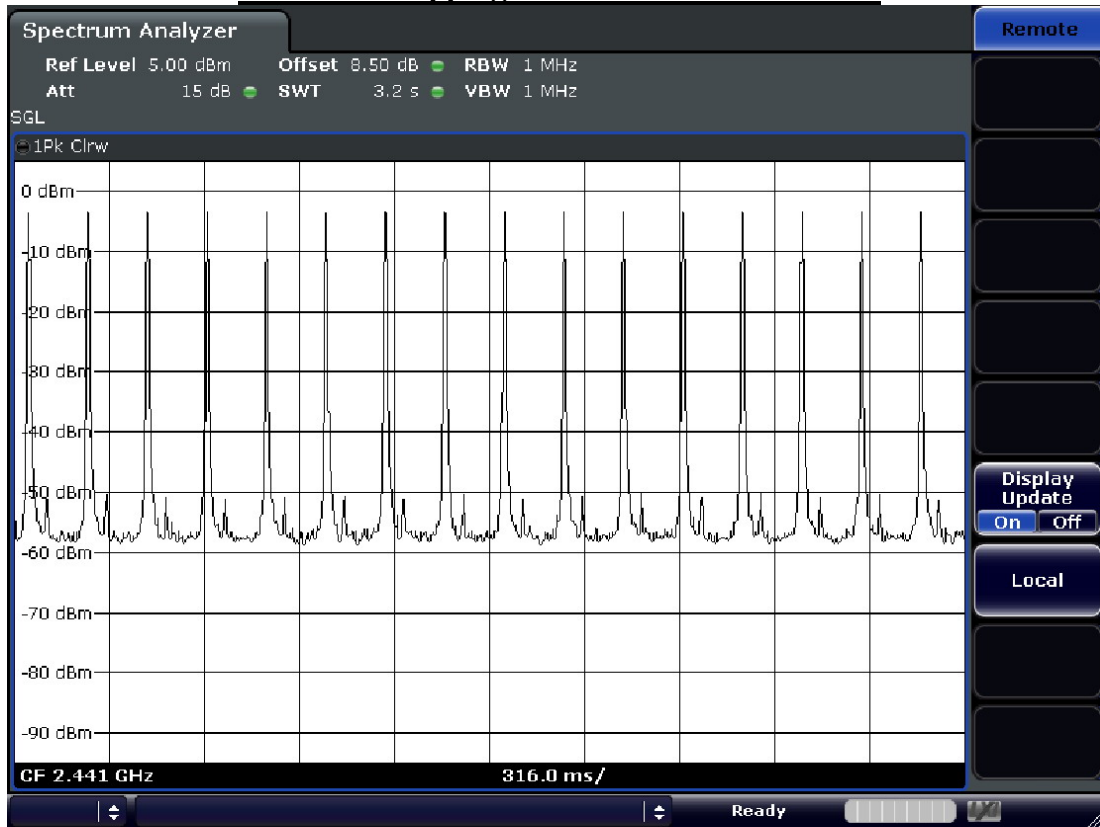 Spectrum Analyzer
Remote
Ref Level 5.00 dBm Offset 8.50 dB RBW 1 MHz
Att 15 dB SWT 3.2 s VBW 1 MHz
SGL
1Pk Clrw
0 dBm
-10 dBm
-20 dBm
-30 dBm
-40 dBm
-50 dBm
-60 dBm
-70 dBm
-80 dBm
-90 dBm
Display
Update
On Off
Local
CF 2.441 GHz 316.0 ms/
Ready LXI